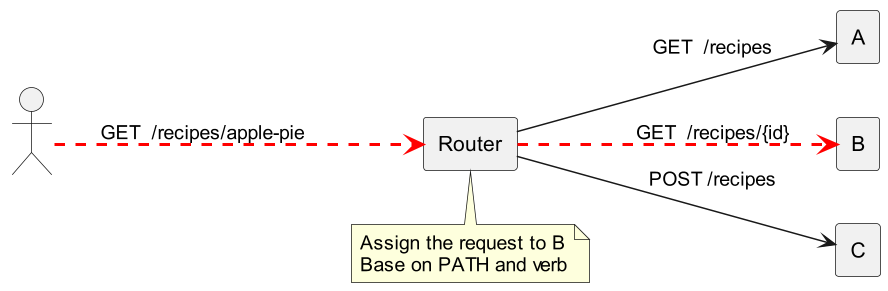 GET  /recipes
A
GET  /recipes/apple-pie
Router
GET  /recipes/{id}
B
POST /recipes
C
Assign the request to B
Base on PATH and verb